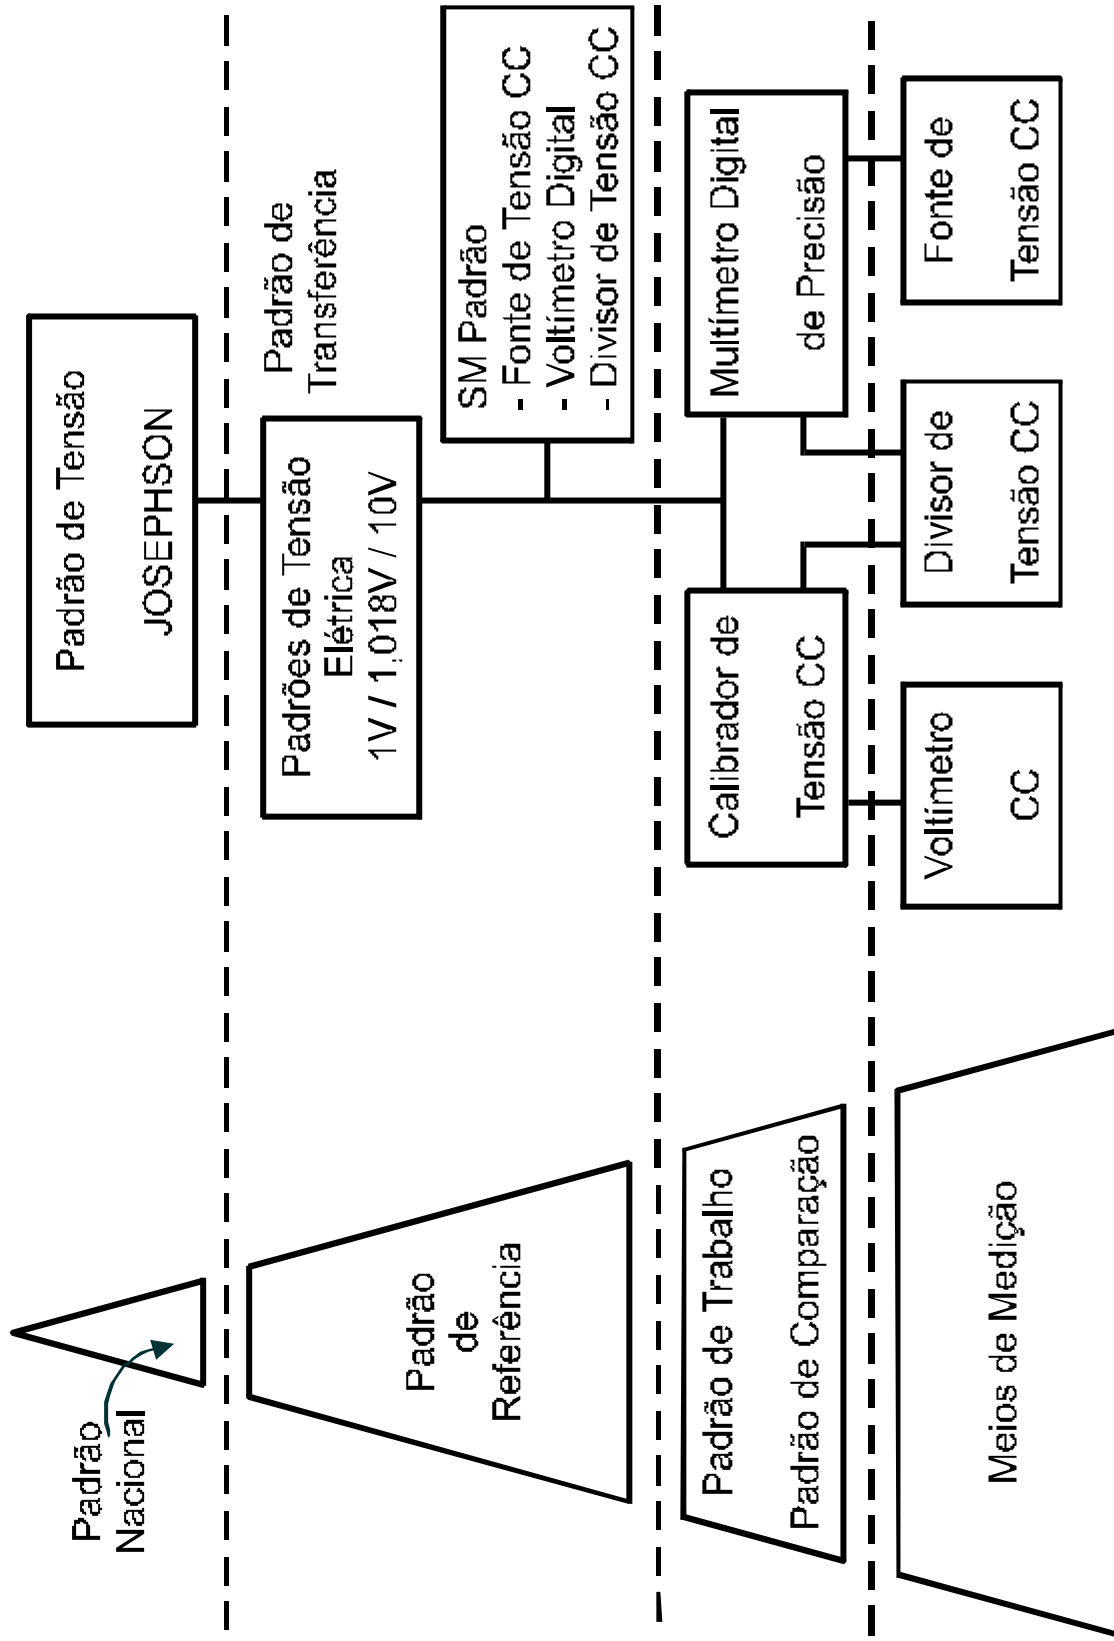 Padrão
Nacional
Padrão de Tensão
JOSEPHSON
Padrão
de
Referência
Padrões de Tensão
Elétrica
1V / 1,018V / 10V
Padrão de
Transferência
SM Padrão
- Fonte de Tensão CC
- Voltímetro Digital
- Divisor de Tensão CC
Padrão de Trabalho
Padrão de Comparação
Calibrador de
Tensão CC
Multímetro Digital
de Precisão
Meios de Medição
Voltímetro
CC
Divisor de
Tensão CC
Fonte de
Tensão CC